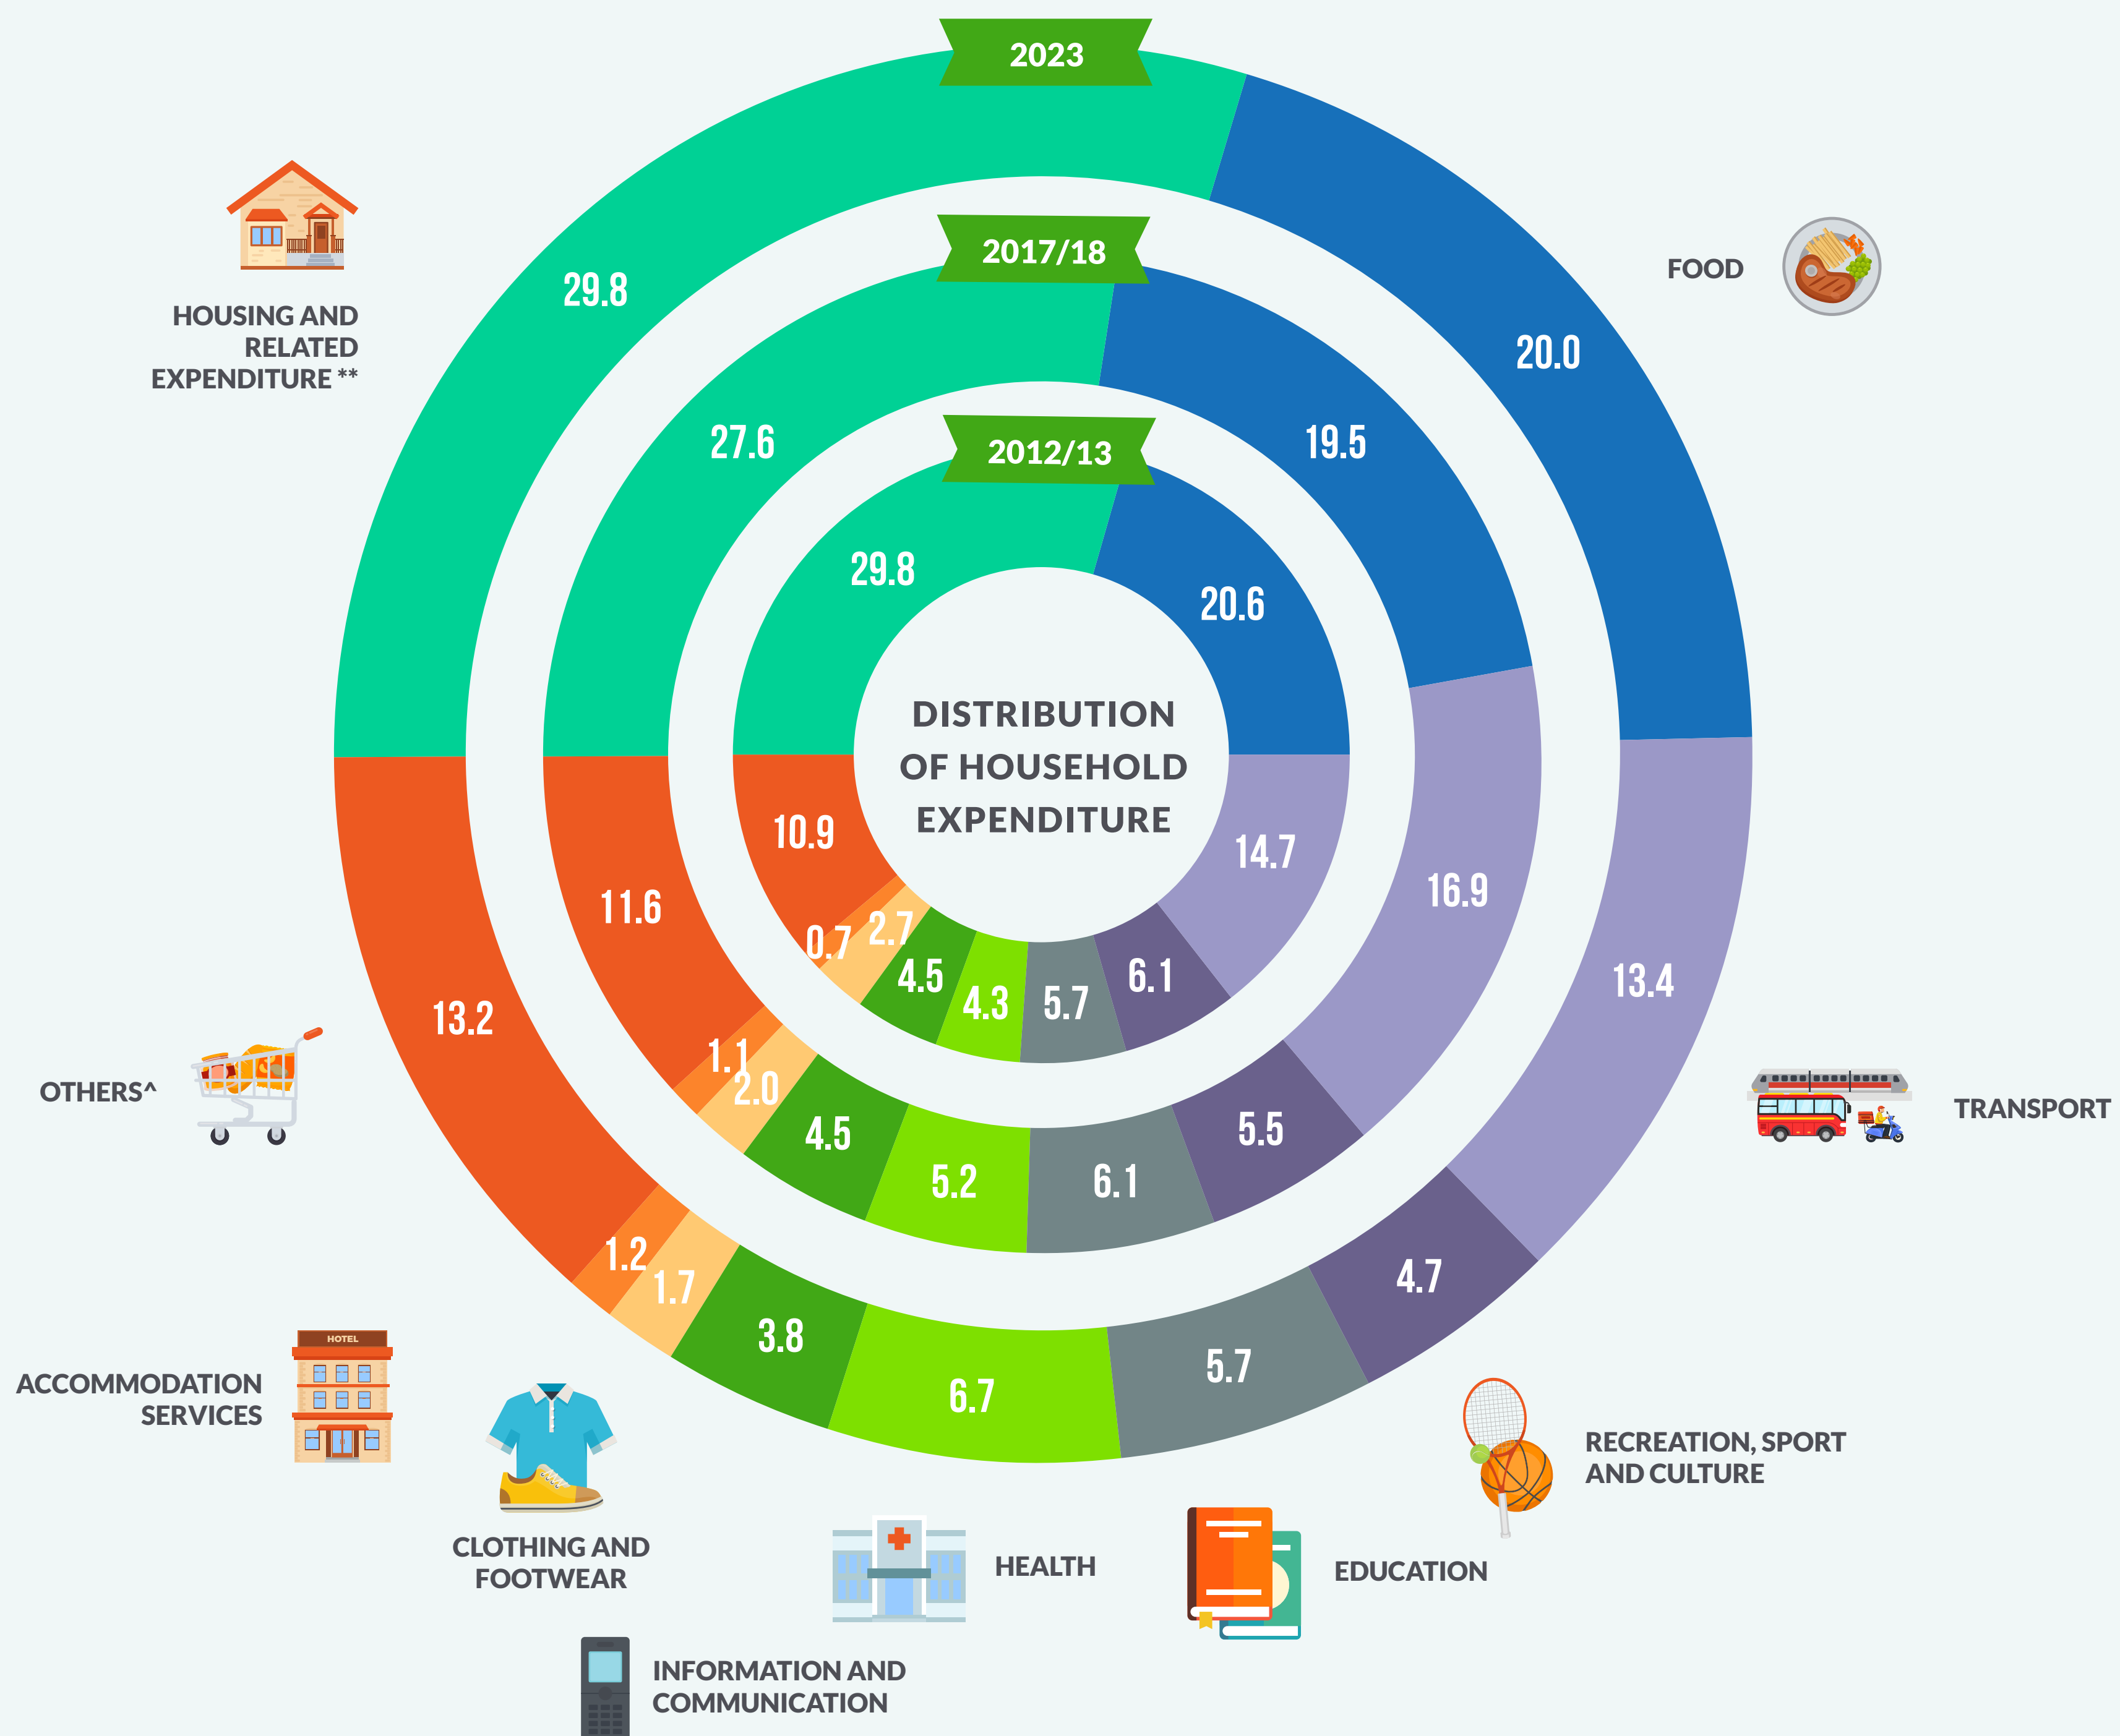 2023
2017/18
2012/13
DISTRIBUTION
OF HOUSEHOLD
EXPENDITURE
HOUSING AND
RELATED
EXPENDITURE **
29.8
27.6
29.8
FOOD
20.0
19.5
20.6
TRANSPORT
13.4
16.9
14.7
RECREATION, SPORT
AND CULTURE
4.7
5.5
6.1
EDUCATION
5.7
6.1
5.7
HEALTH
6.7
5.2
4.3
INFORMATION AND
COMMUNICATION
3.8
4.5
4.5
CLOTHING AND
FOOTWEAR
1.7
2.0
2.7
HOTEL
ACCOMMODATION
SERVICES
1.2
1.1
0.7
OTHERS^
13.2
11.6
10.9